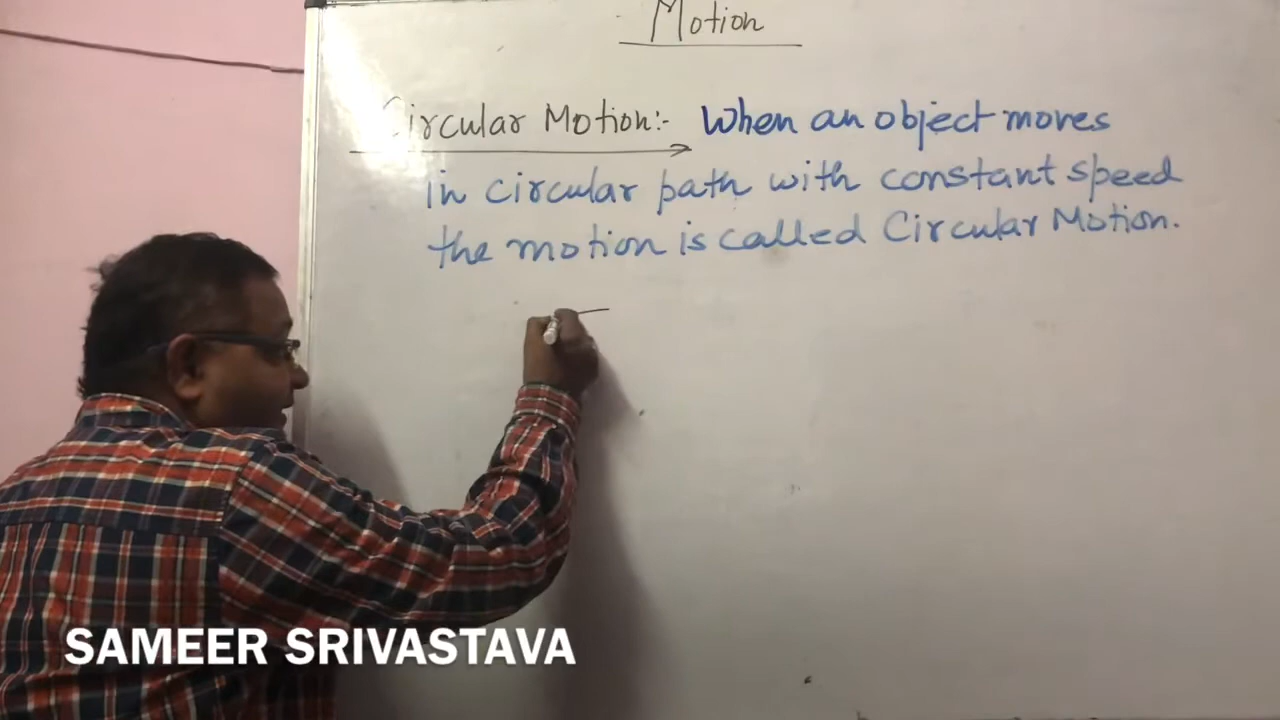 Motion
Circular Motion:- When an object moves
in circular path with constant speed
the motion is called Circular Motion.
SAMEER SRIVASTAVA